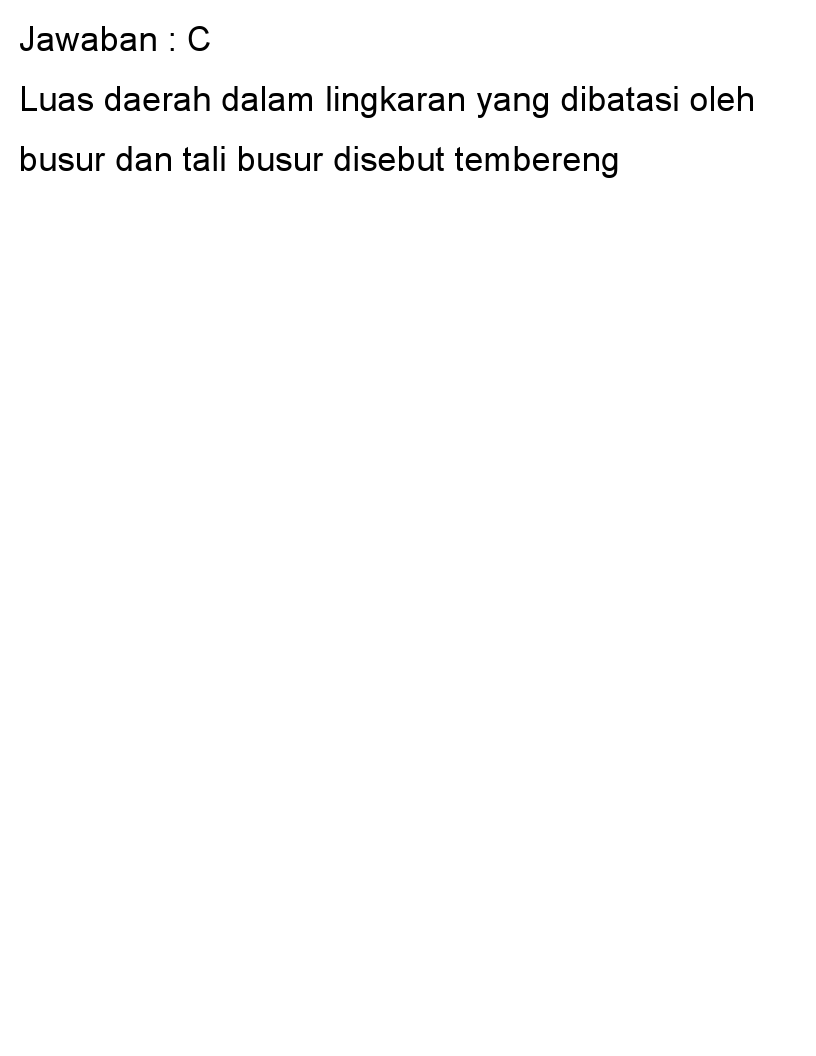 Jawaban : C
Luas daerah dalam lingkaran yang dibatasi oleh
busur dan tali busur disebut tembereng